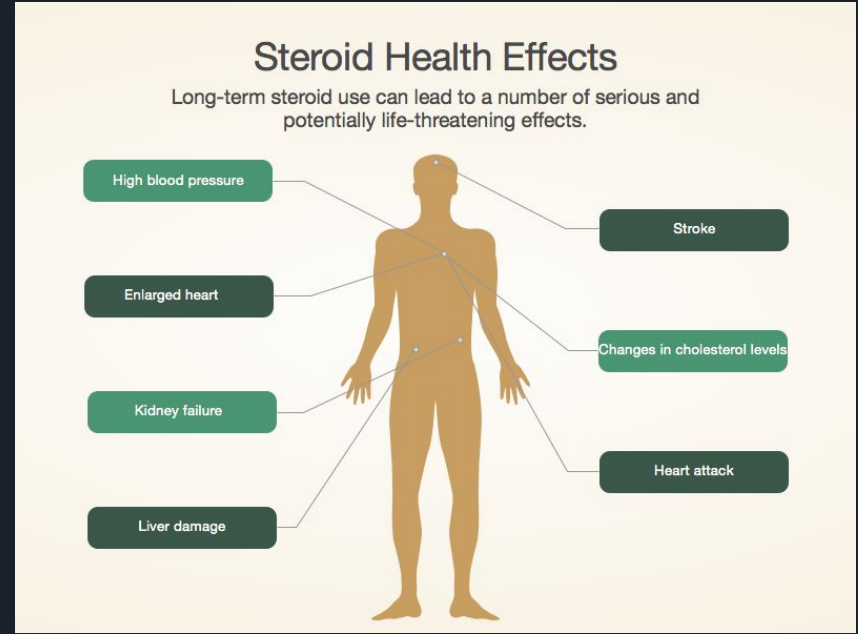 Steroid Health Effects
Long-term steroid use can lead to a number of serious and
potentially life-threatening effects.
High blood pressure
Enlarged heart
Kidney failure
Liver damage
Stroke
Changes in cholesterol levels
Heart attack